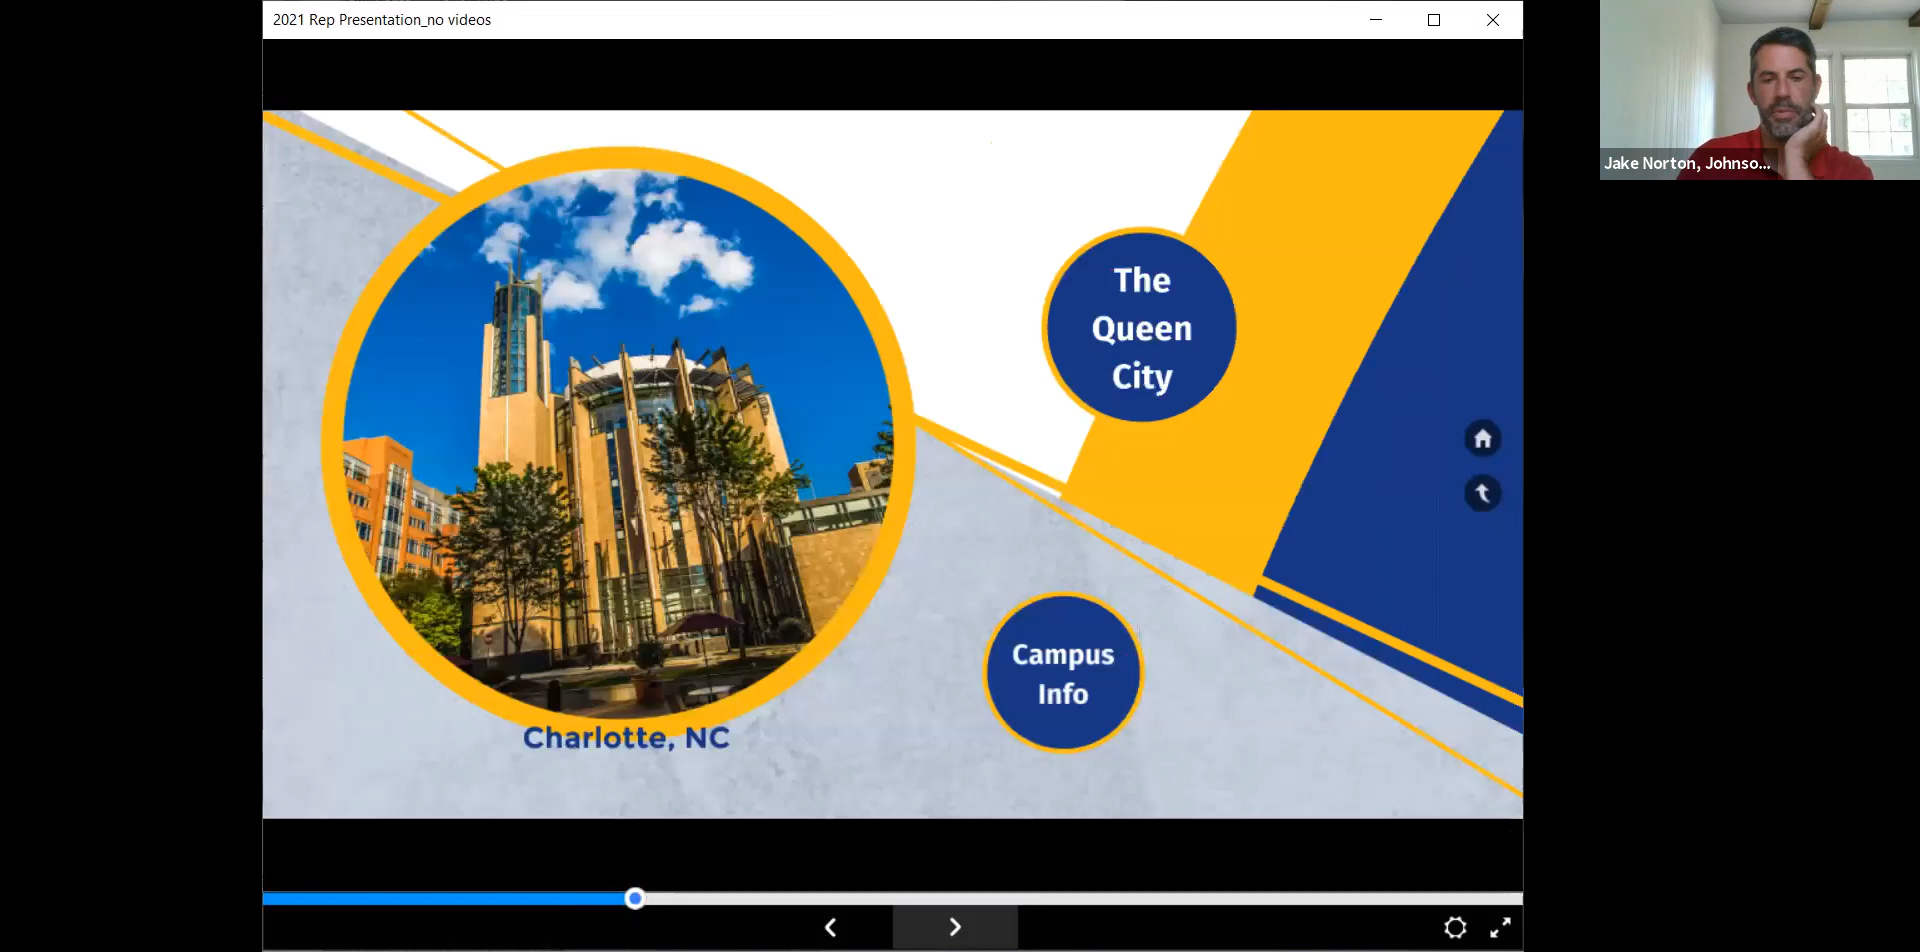 2021 Rep Presentation_no videos
The
Queen
City
Campus
Info
Charlotte, NC
Jake Norton, Johnso...